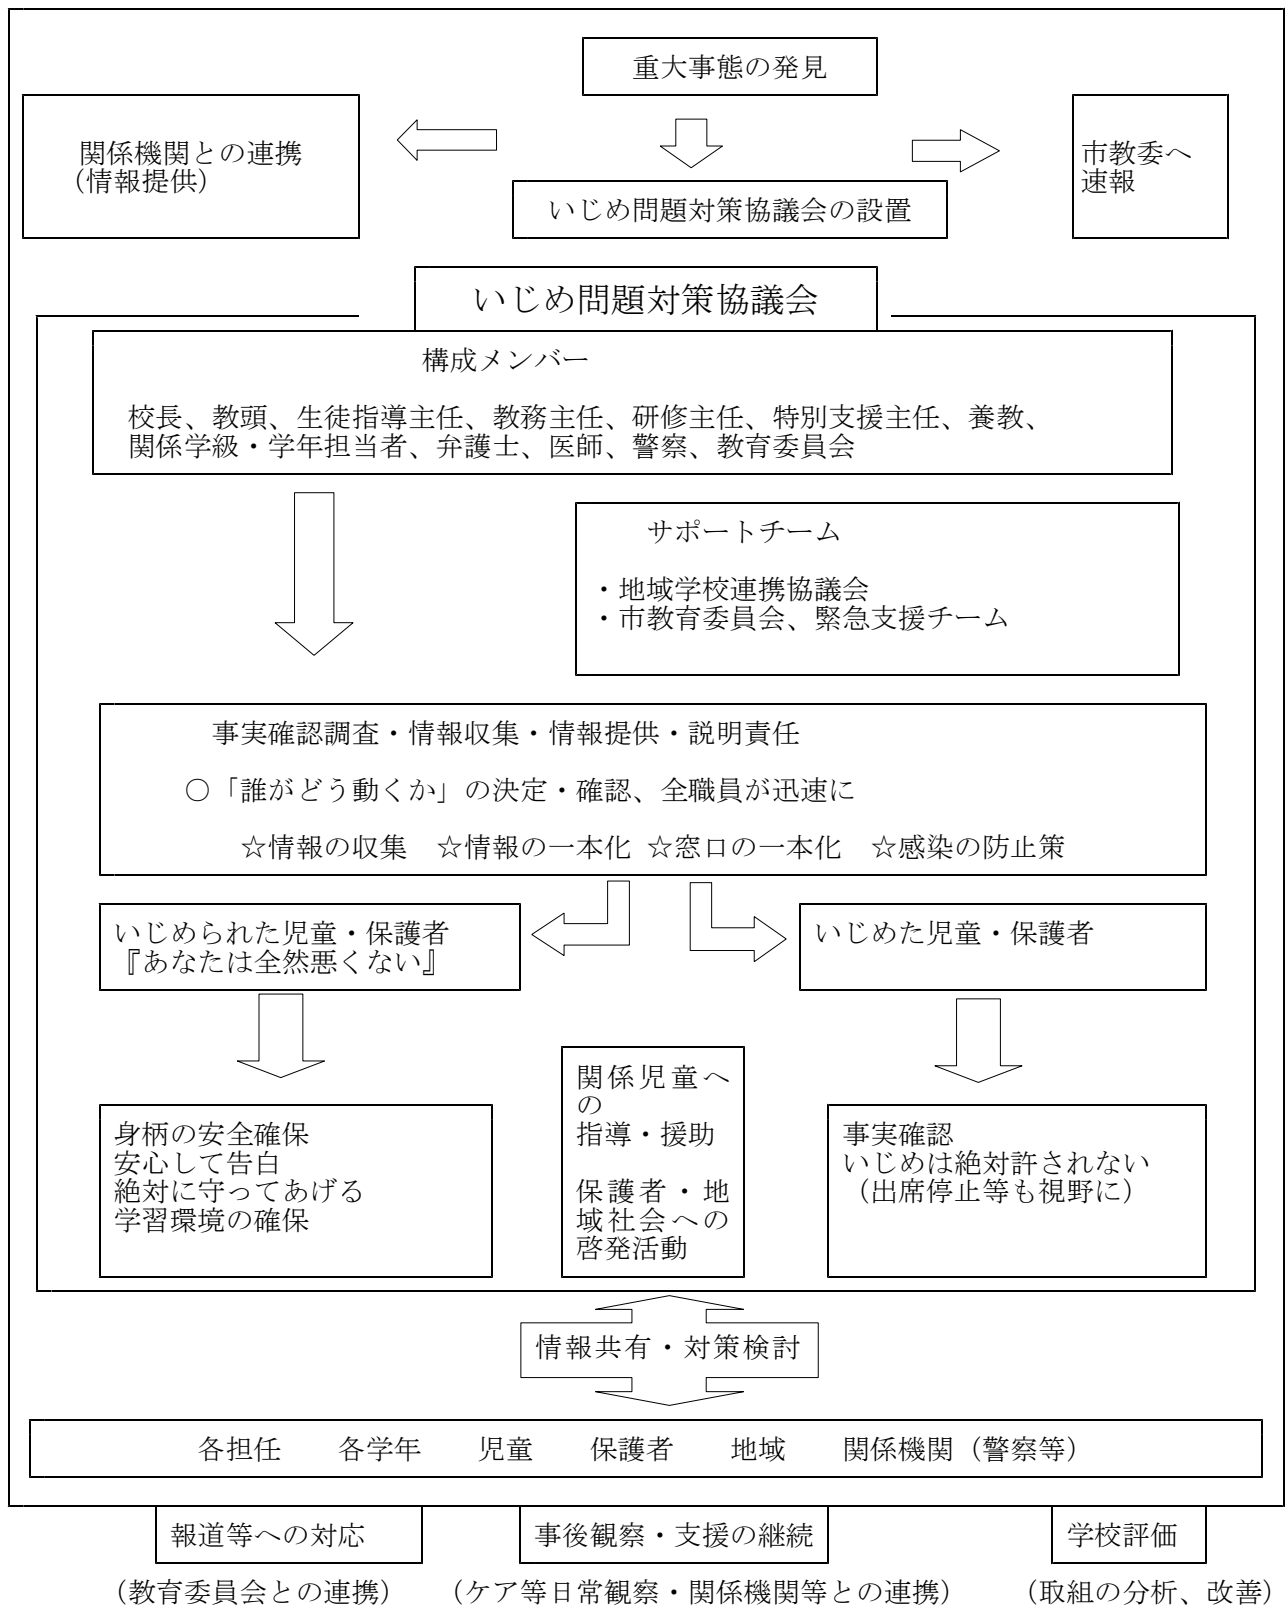 重大事態の発見
関係機関との連携
（情報提供）
市教委へ
速報
いじめ問題対策協議会の設置
いじめ問題対策協議会
構成メンバー
校長、教頭、生徒指導主任、教務主任、研修主任、特別支援主任、養教、
関係学級・学年担当者、弁護士、医師、警察、教育委員会
サポートチーム
・地域学校連携協議会
・市教育委員会、緊急支援チーム
事実確認調査・情報収集・情報提供・説明責任
○「誰がどう動くか」の決定・確認、全職員が迅速に
☆情報の収集　☆情報の一本化 ☆窓口の一本化　☆感染の防止策
いじめられた児童・保護者
『あなたは全然悪くない』
いじめた児童・保護者
身柄の安全確保
安心して告白
絶対に守ってあげる
学習環境の確保
関係児童へ
の
指導・援助
保護者・地
域社会への
啓発活動
事実確認
いじめは絶対許されない
（出席停止等も視野に）
情報共有・対策検討
各担任　　各学年　　児童　　保護者　　地域　　関係機関（警察等）
報道等への対応
（教育委員会との連携）
事後観察・支援の継続
（ケア等日常観察・関係機関等との連携）
学校評価
（取組の分析、改善）